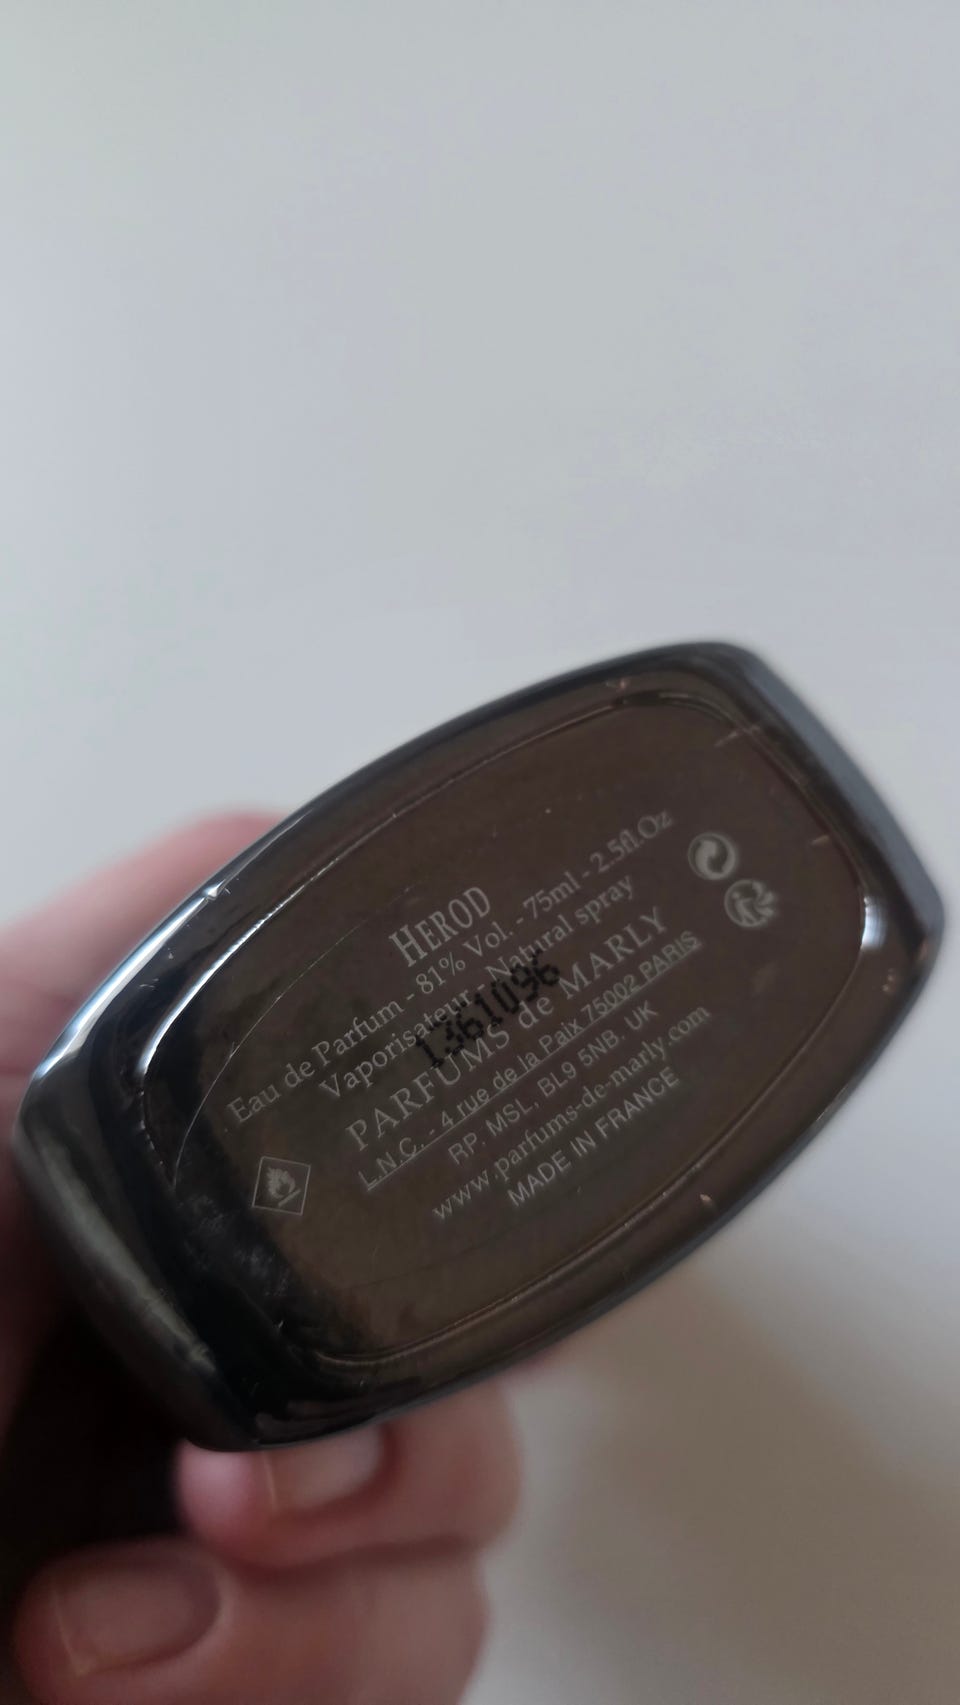 HEROD
Eau de Parfum - 81% Vol. - 75ml - 2.5fl.Oz
Vaporisateur - Natural spray
1361096
PARFUMS de MARLY
L.N.C. - 4 rue de la Paix 75002 PARIS
RP. MSL, BL9 5NB. UK
www.parfums-de-marly.com
MADE IN FRANCE